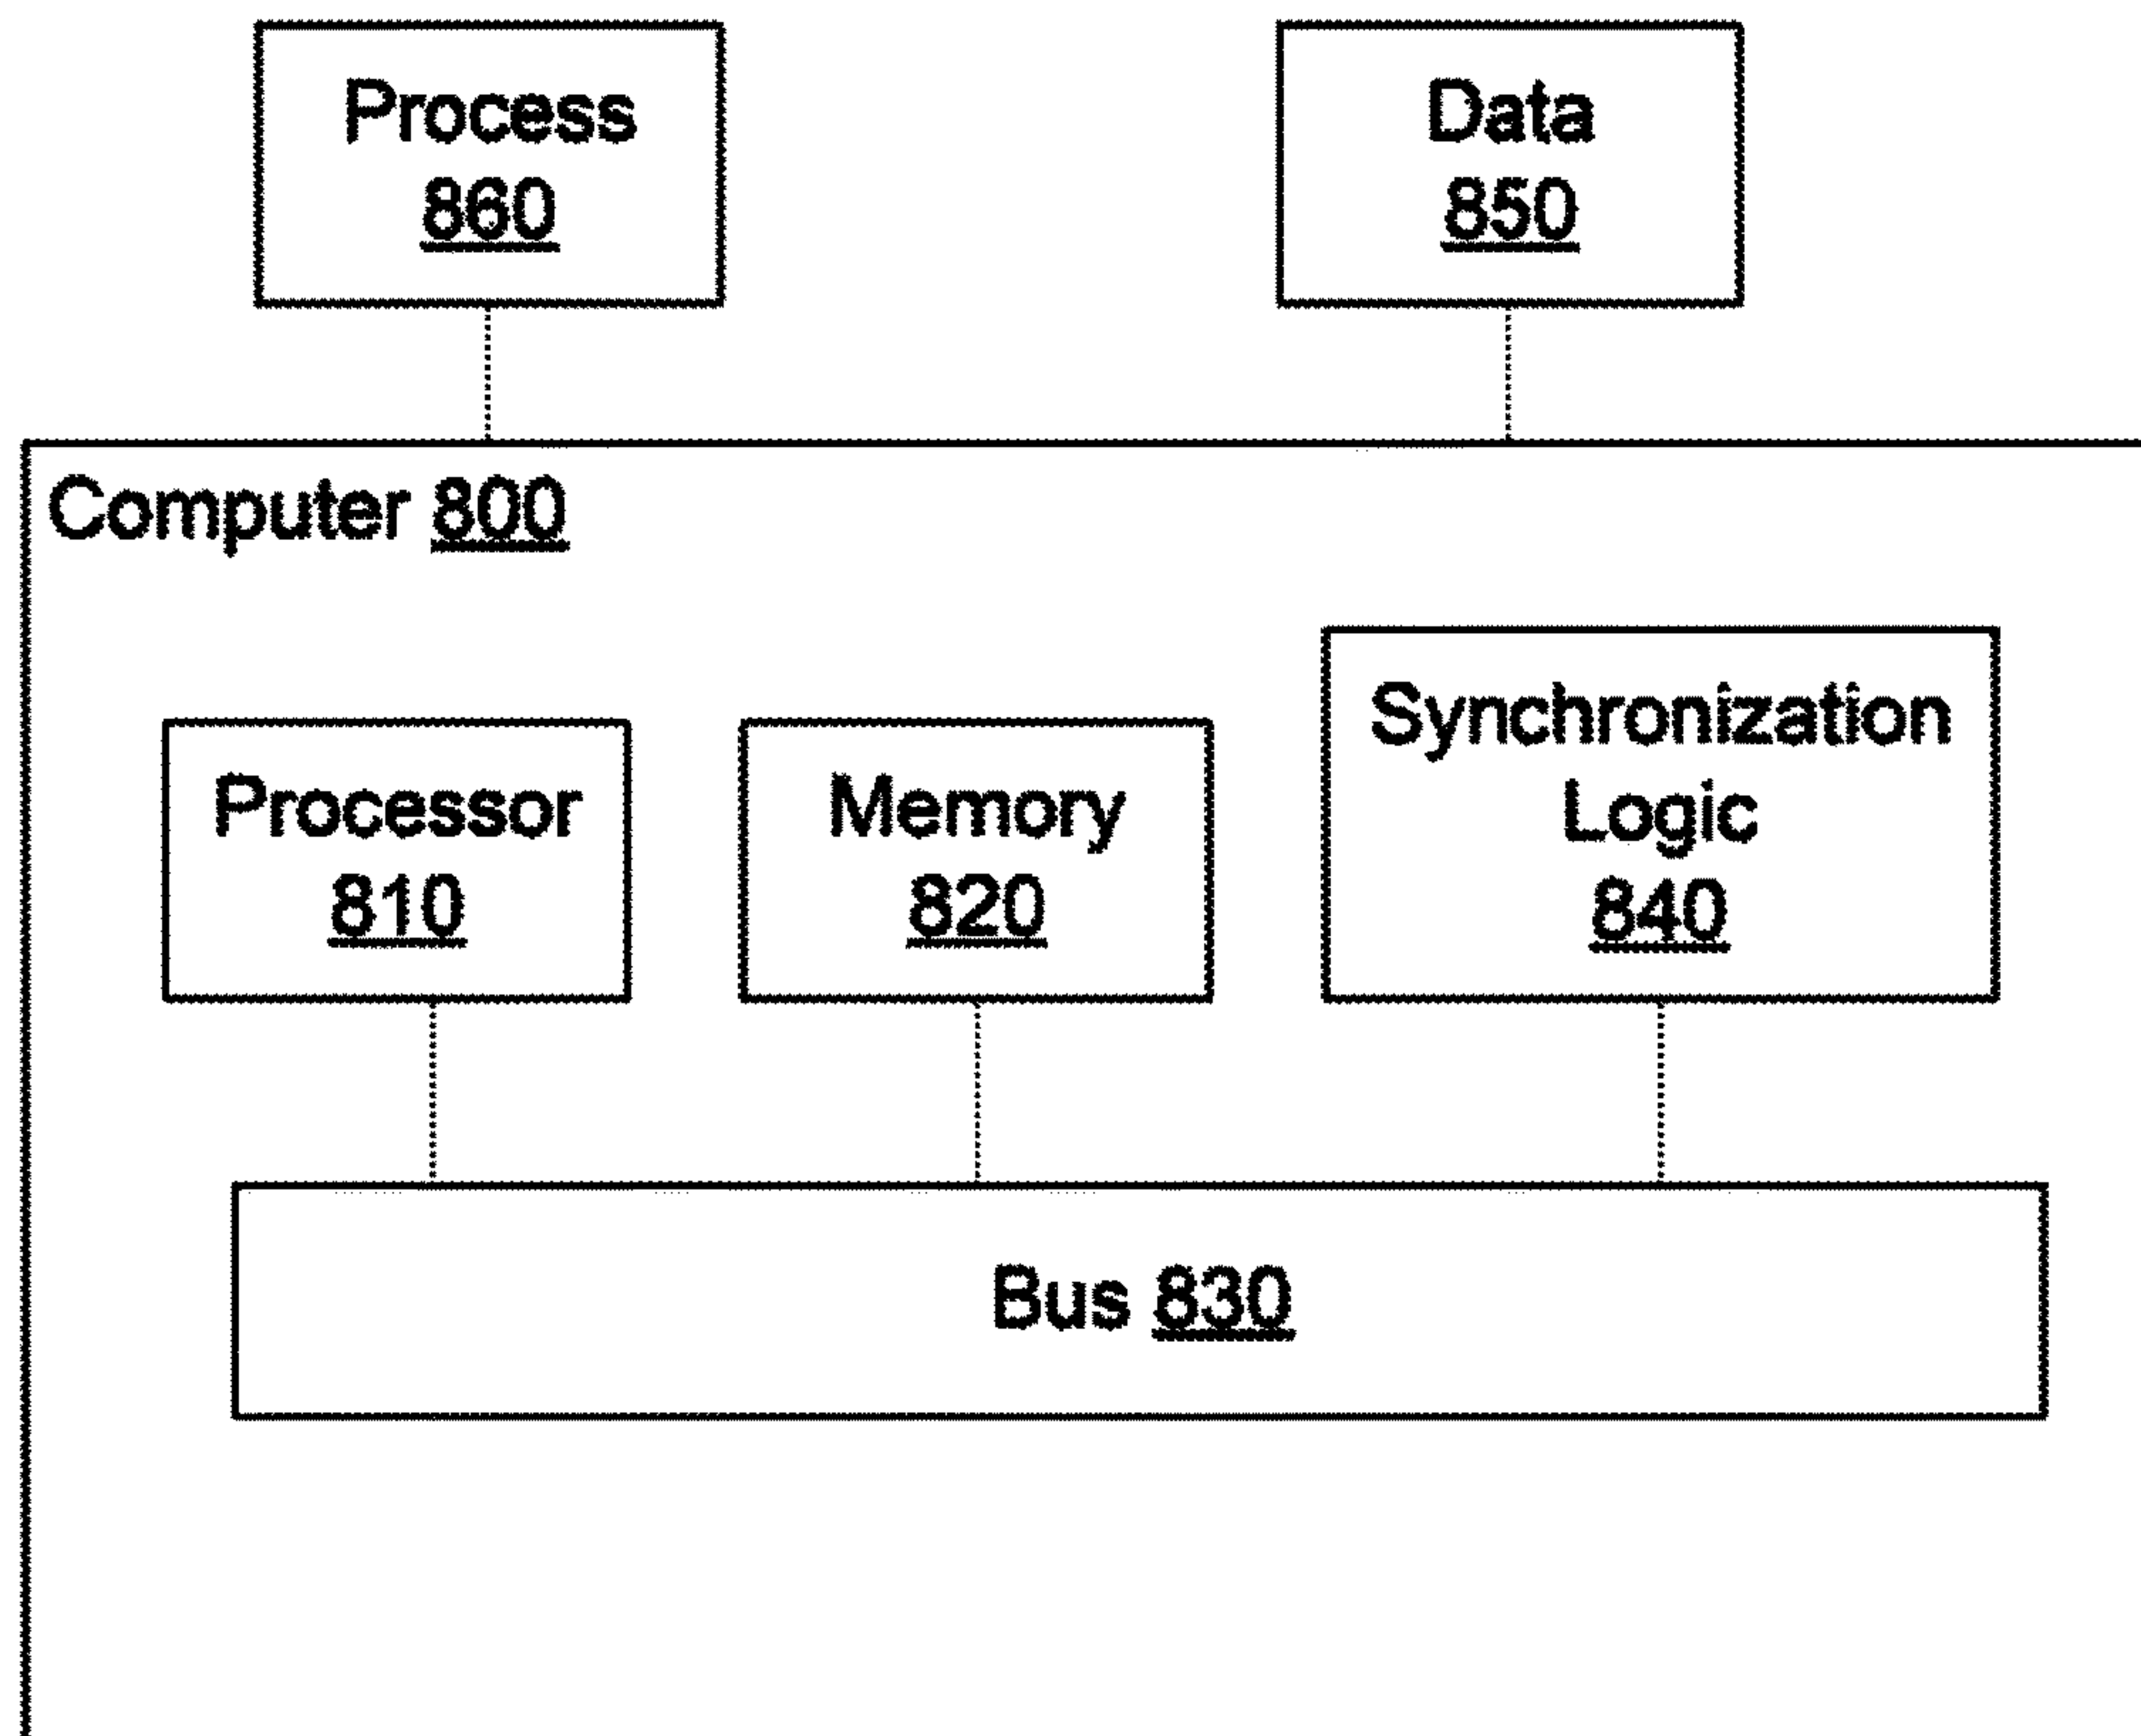 Process
860
Data
850
Computer 800
Processor
810
Memory
820
Synchronization
Logic
840
Bus 830